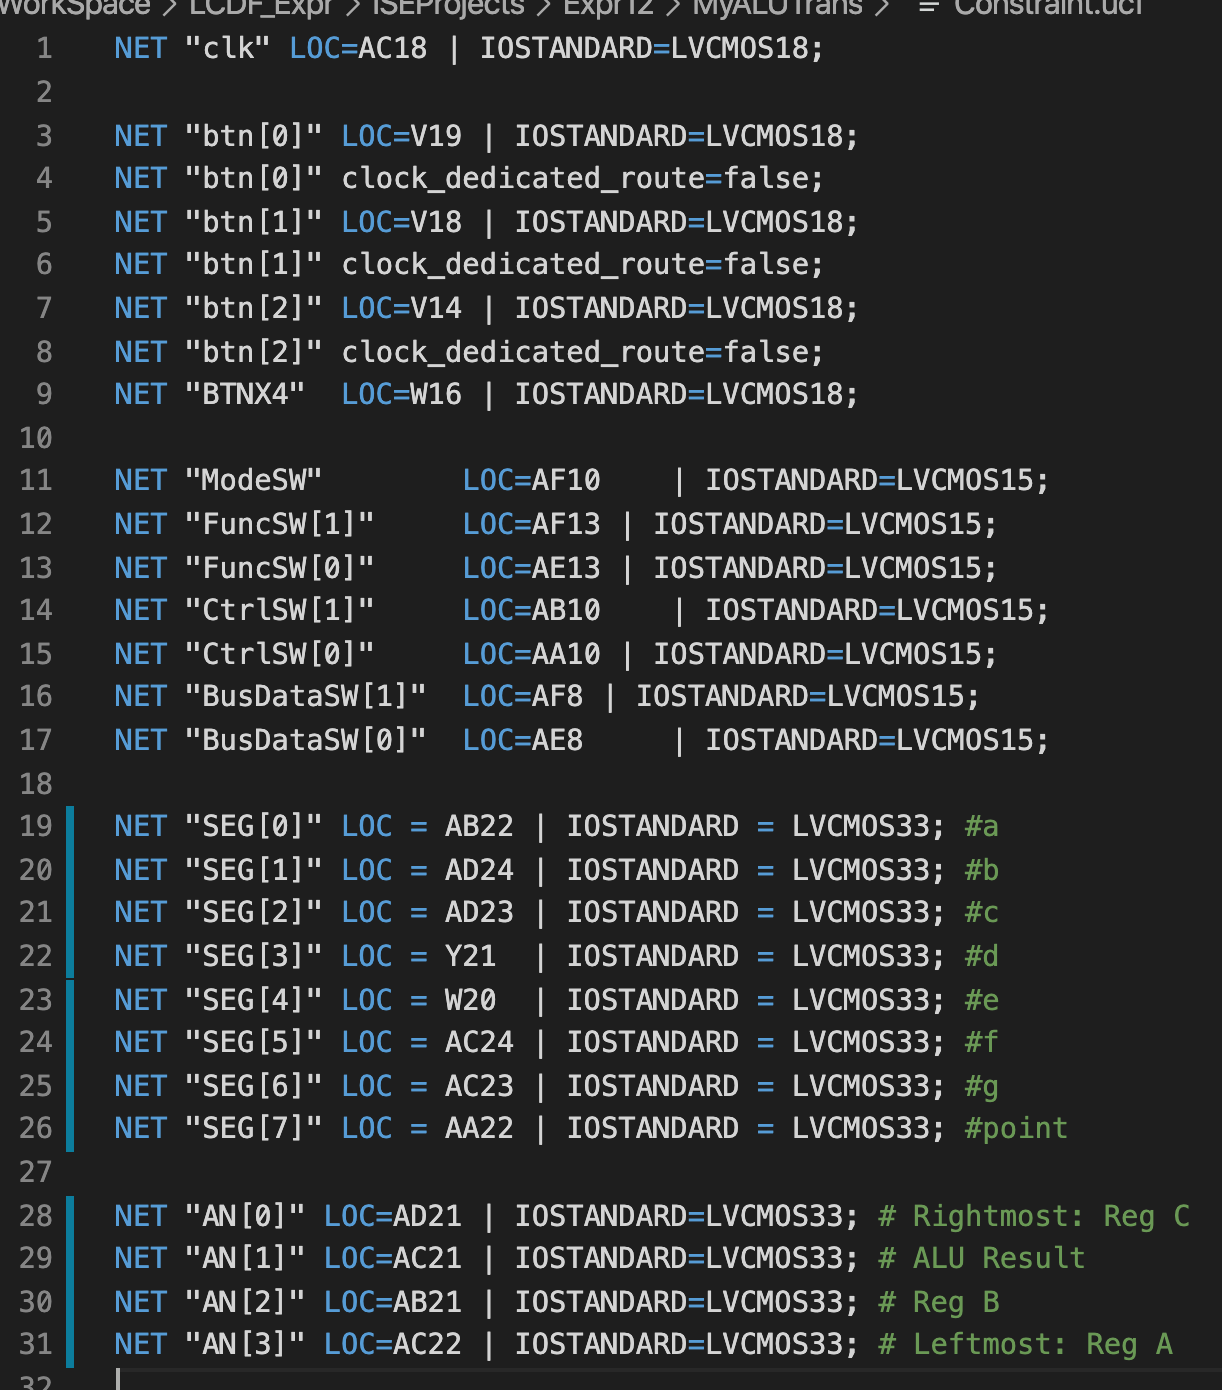 WorkSpace > LCDF_Expr > ISEProjects > Expr12 > MyALUTrans > Constraint.ucf
1 NET "clk" LOC=AC18 | IOSTANDARD=LVCMOS18;
2
3 NET "btn[0]" LOC=V19 | IOSTANDARD=LVCMOS18;
4 NET "btn[0]" clock_dedicated_route=false;
5 NET "btn[1]" LOC=V18 | IOSTANDARD=LVCMOS18;
6 NET "btn[1]" clock_dedicated_route=false;
7 NET "btn[2]" LOC=V14 | IOSTANDARD=LVCMOS18;
8 NET "btn[2]" clock_dedicated_route=false;
9 NET "BTNX4"  LOC=W16 | IOSTANDARD=LVCMOS18;
10
11 NET "ModeSW"        LOC=AF10    | IOSTANDARD=LVCMOS15;
12 NET "FuncSW[1]"     LOC=AF13 | IOSTANDARD=LVCMOS15;
13 NET "FuncSW[0]"     LOC=AE13 | IOSTANDARD=LVCMOS15;
14 NET "CtrlSW[1]"     LOC=AB10    | IOSTANDARD=LVCMOS15;
15 NET "CtrlSW[0]"     LOC=AA10 | IOSTANDARD=LVCMOS15;
16 NET "BusDataSW[1]"  LOC=AF8 | IOSTANDARD=LVCMOS15;
17 NET "BusDataSW[0]"  LOC=AE8     | IOSTANDARD=LVCMOS15;
18
19 NET "SEG[0]" LOC = AB22 | IOSTANDARD = LVCMOS33; #a
20 NET "SEG[1]" LOC = AD24 | IOSTANDARD = LVCMOS33; #b
21 NET "SEG[2]" LOC = AD23 | IOSTANDARD = LVCMOS33; #c
22 NET "SEG[3]" LOC = Y21  | IOSTANDARD = LVCMOS33; #d
23 NET "SEG[4]" LOC = W20  | IOSTANDARD = LVCMOS33; #e
24 NET "SEG[5]" LOC = AC24 | IOSTANDARD = LVCMOS33; #f
25 NET "SEG[6]" LOC = AC23 | IOSTANDARD = LVCMOS33; #g
26 NET "SEG[7]" LOC = AA22 | IOSTANDARD = LVCMOS33; #point
27
28 NET "AN[0]" LOC=AD21 | IOSTANDARD=LVCMOS33; # Rightmost: Reg C
29 NET "AN[1]" LOC=AC21 | IOSTANDARD=LVCMOS33; # ALU Result
30 NET "AN[2]" LOC=AB21 | IOSTANDARD=LVCMOS33; # Reg B
31 NET "AN[3]" LOC=AC22 | IOSTANDARD=LVCMOS33; # Leftmost: Reg A
32